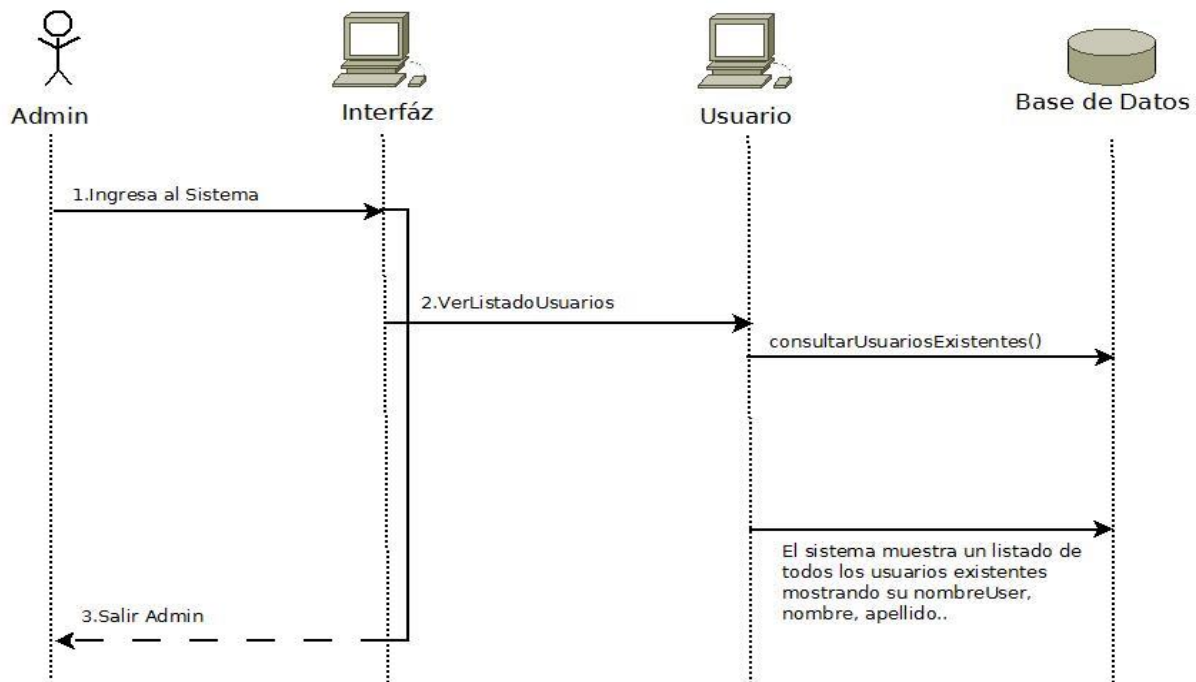 Admin
Interfáz
Usuario
Base de Datos
1.Ingresa al Sistema
2.VerListadoUsuarios
consultarUsuariosExistentes()
El sistema muestra un listado de
todos los usuarios existentes
mostrando su nombreUser,
nombre, apellido..
3.Salir Admin